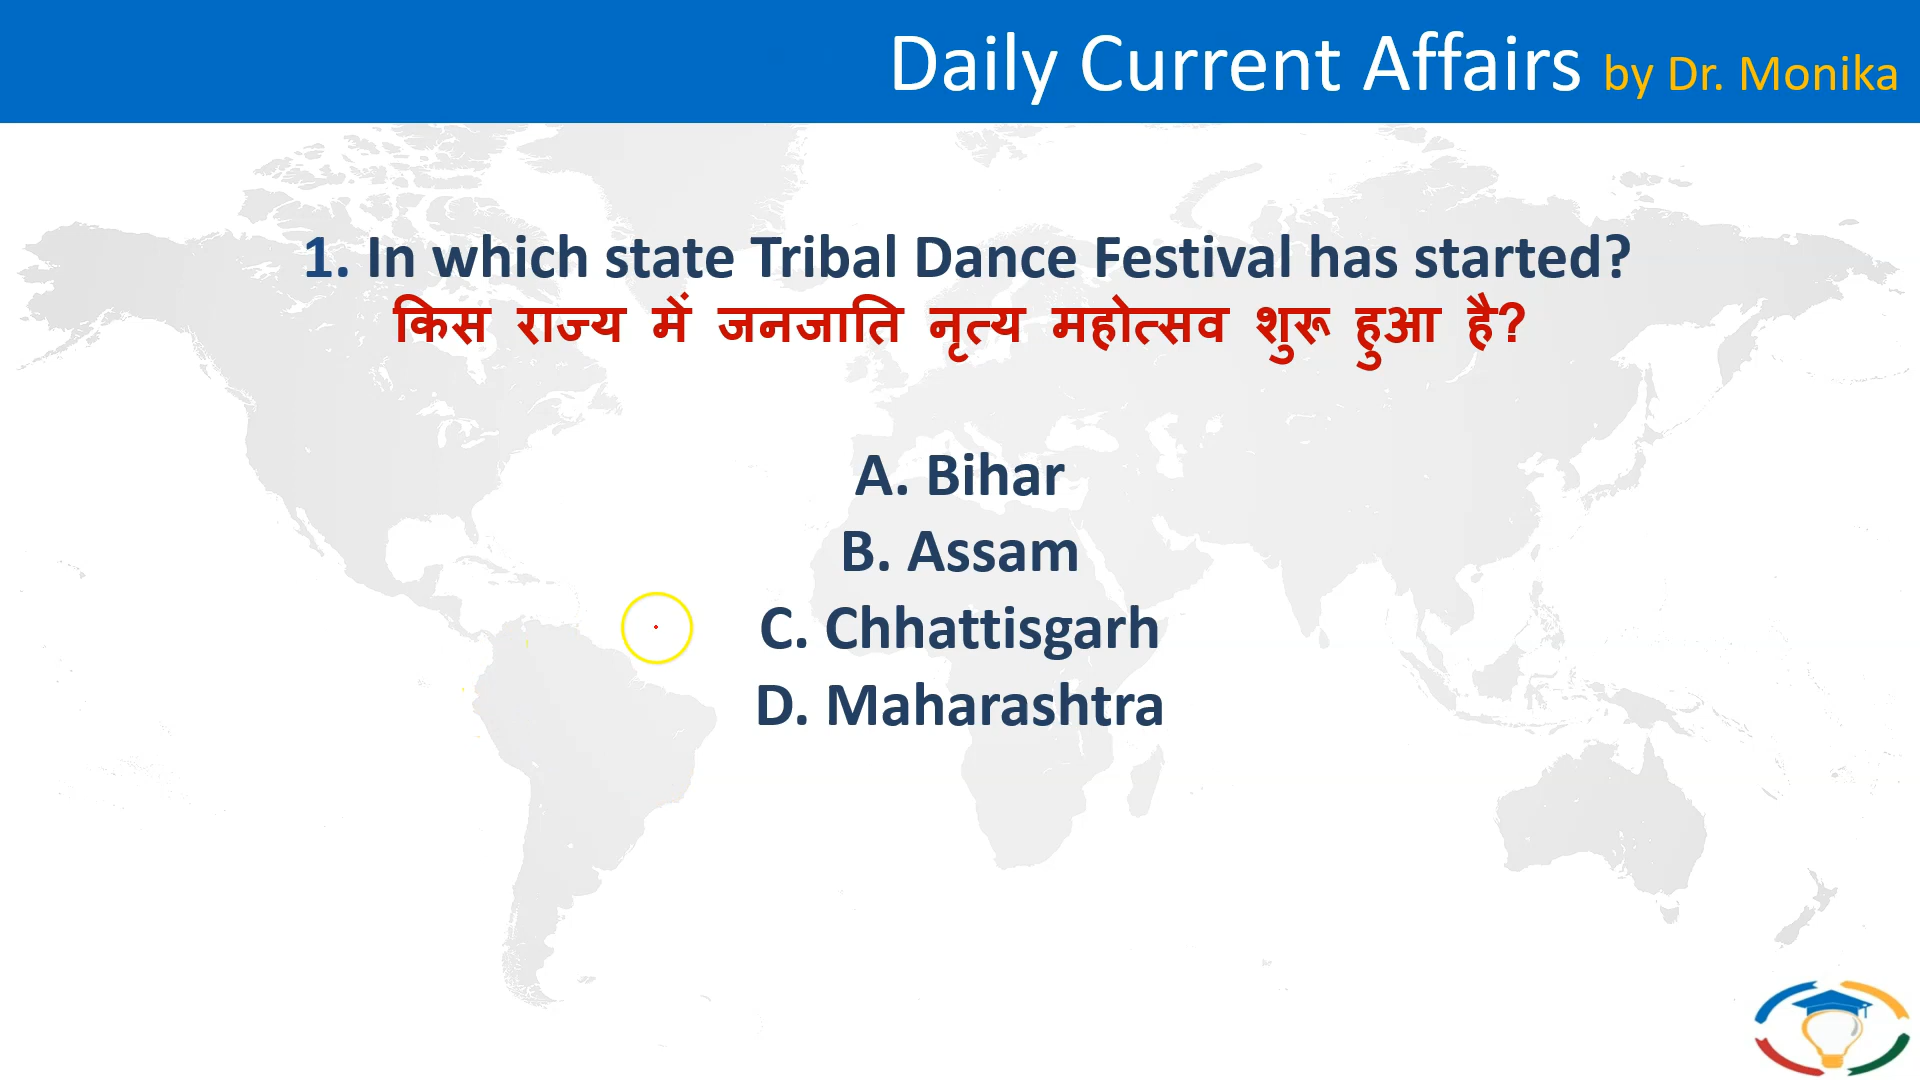 Daily Current Affairs by Dr. Monika
1. In which state Tribal Dance Festival has started?
किस राज्य में जनजाति नृत्य महोत्सव शुरू हुआ है?
A. Bihar
B. Assam
C. Chhattisgarh
D. Maharashtra